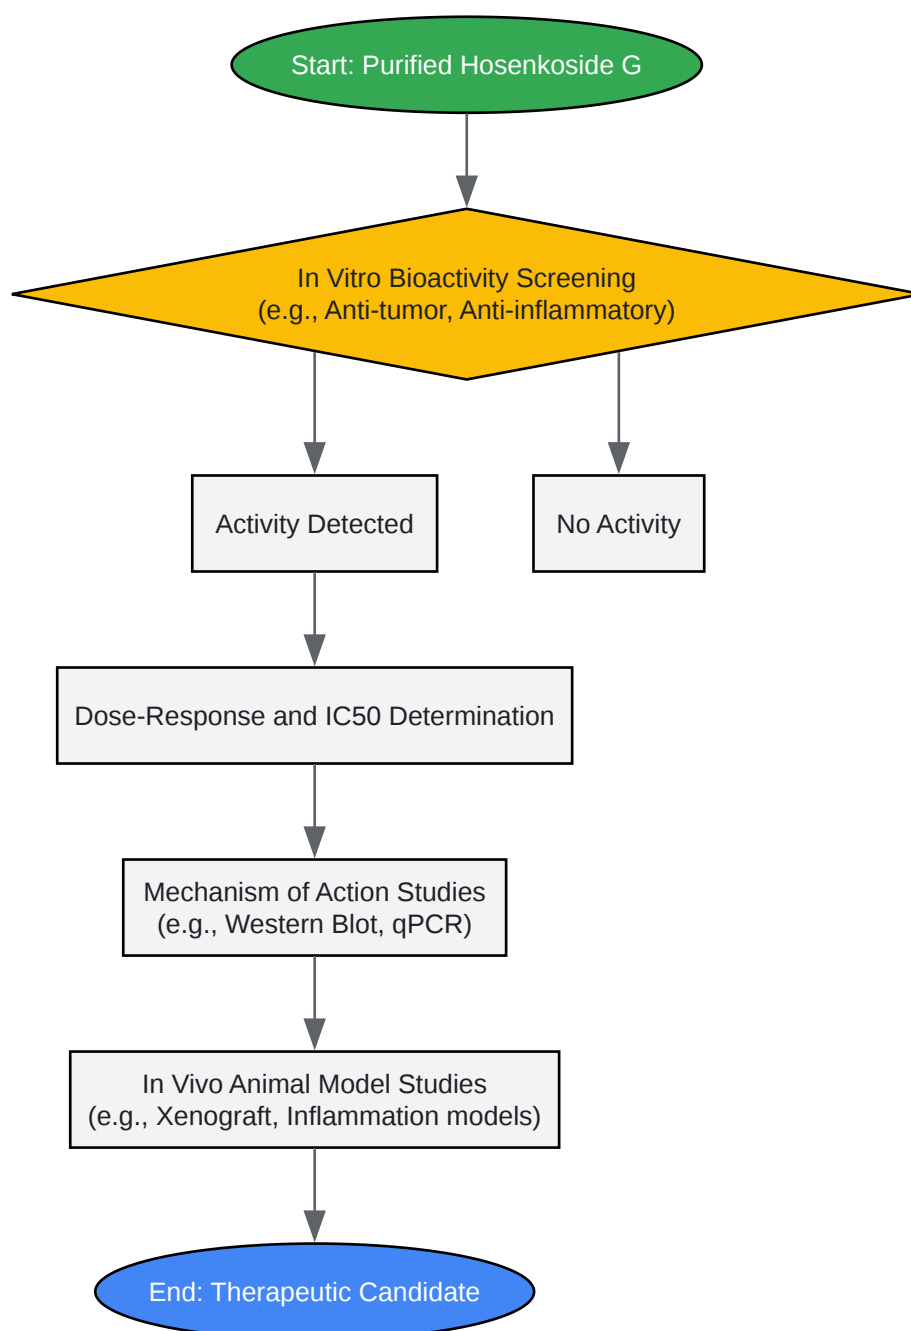 Start: Purified Hosenkoside G
In Vitro Bioactivity Screening
(e.g., Anti-tumor, Anti-inflammatory)
Activity Detected
No Activity
Dose-Response and IC50 Determination
Mechanism of Action Studies
(e.g., Western Blot, qPCR)
In Vivo Animal Model Studies
(e.g., Xenograft, Inflammation models)
End: Therapeutic Candidate